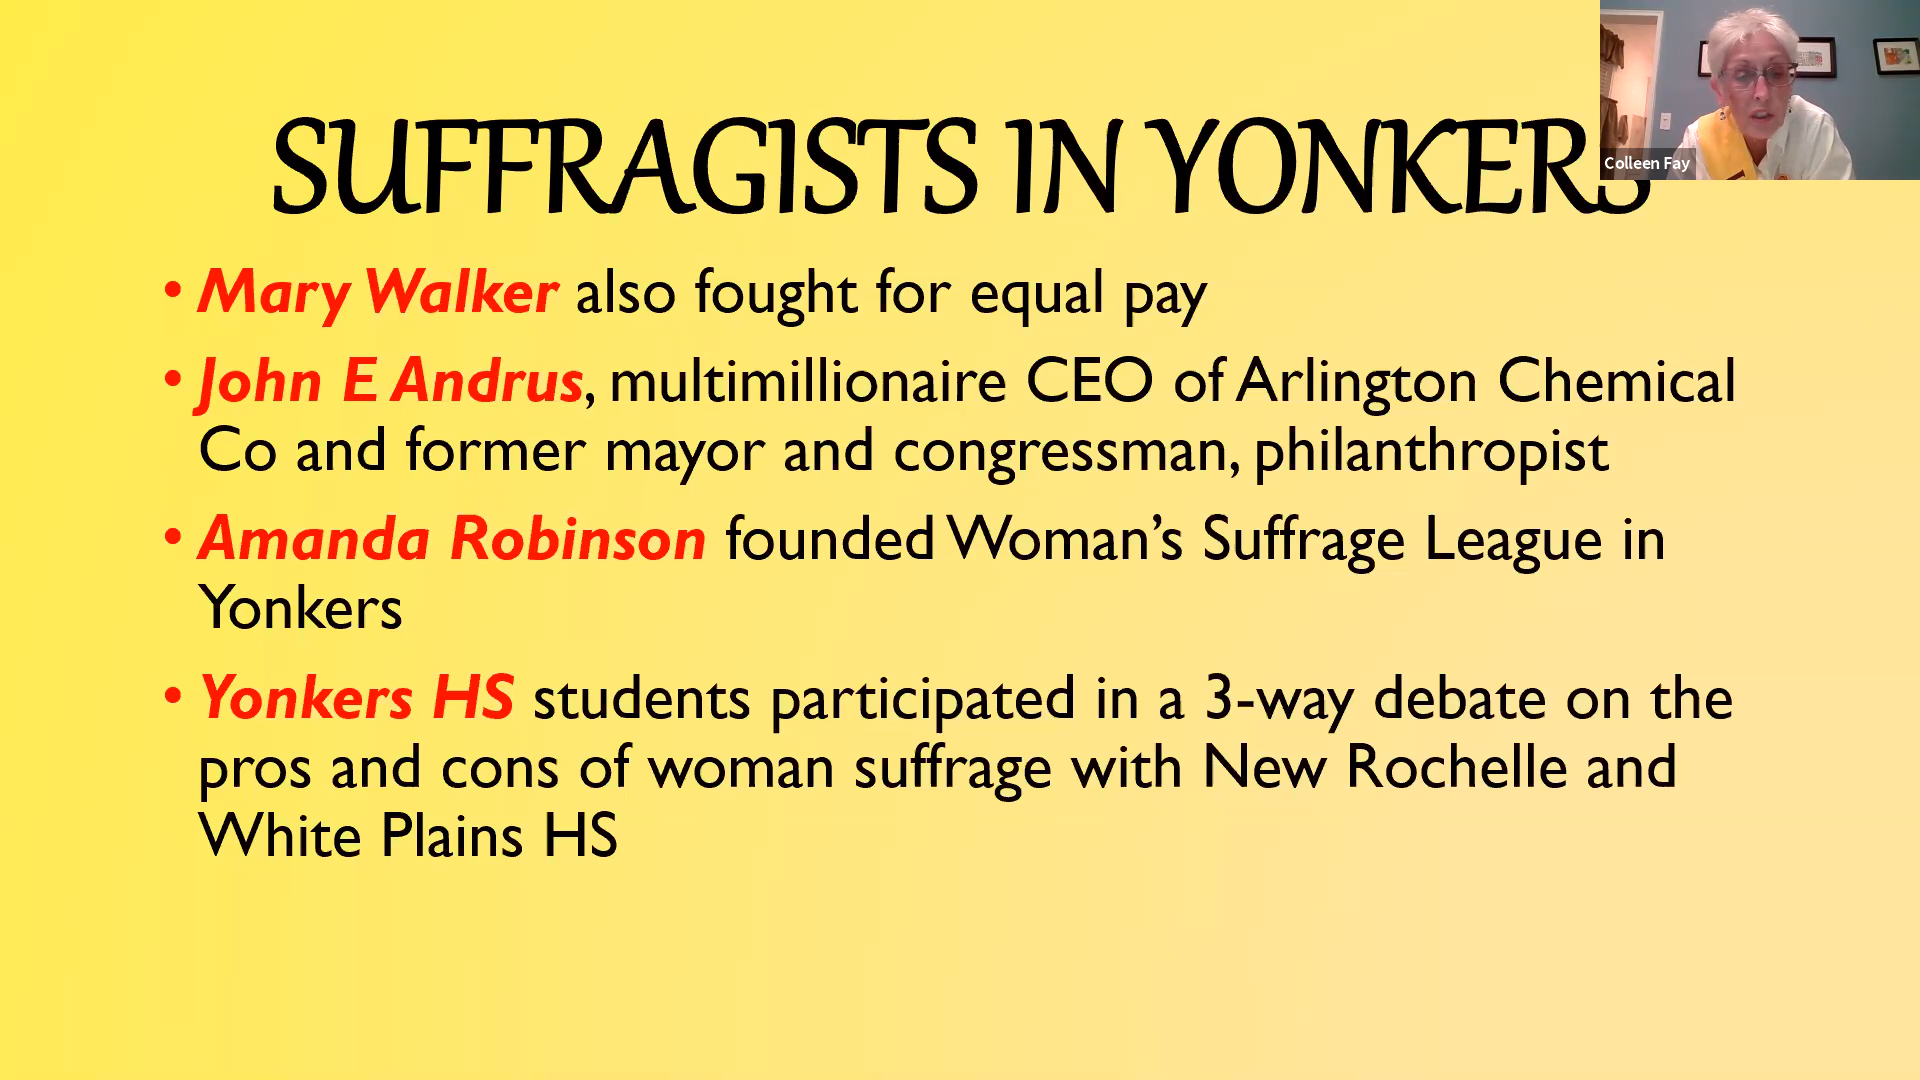 SUFFRAGISTS IN YONKERS
Colleen Fay
• Mary Walker also fought for equal pay
• John E Andrus, multimillionaire CEO of Arlington Chemical
Co and former mayor and congressman, philanthropist
• Amanda Robinson founded Woman’s Suffrage League in
Yonkers
• Yonkers HS students participated in a 3-way debate on the
pros and cons of woman suffrage with New Rochelle and
White Plains HS